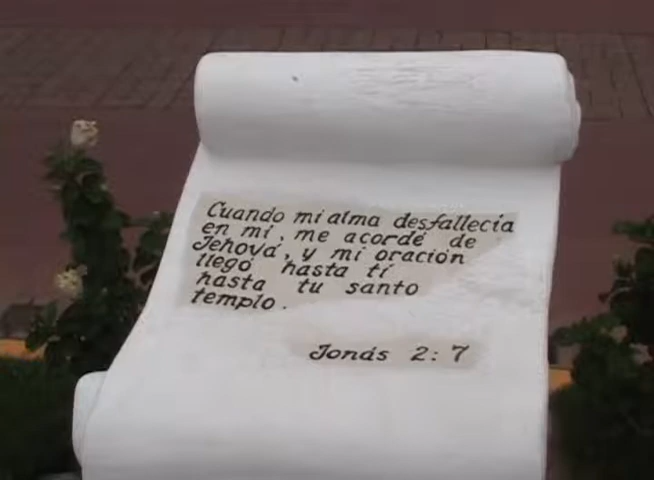 Cuando mi alma desfallecía
en mí, me acordé de
Jehová, y mi oración
llegó hasta tí
hasta tu santo
templo.
Jonás 2:7